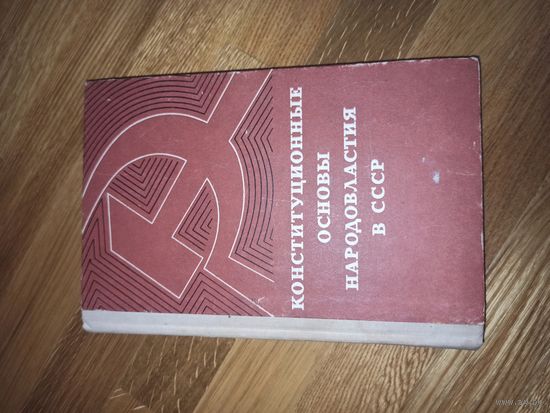 КОНСТИТУЦИОННЫЕ
ОСНОВЫ
НАРОДОВЛАСТИЯ
В СССР